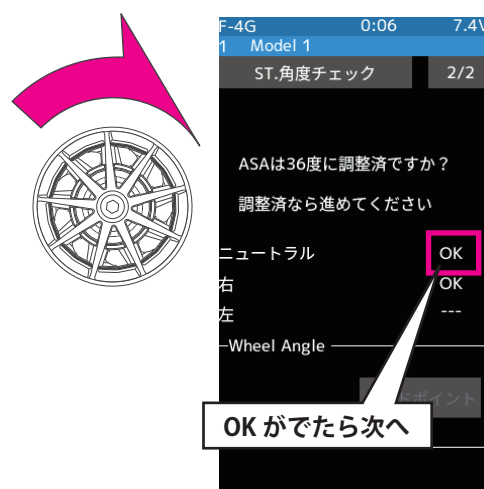 F-4G 0:06 7.4V
1 Model 1
ST.角度チェック 2/2
ASAは36度に調整済ですか？
調整済なら進めてください
ニュートラル OK
右 OK
左 ---
Wheel Angle
ドポイント
OK がでたら次へ